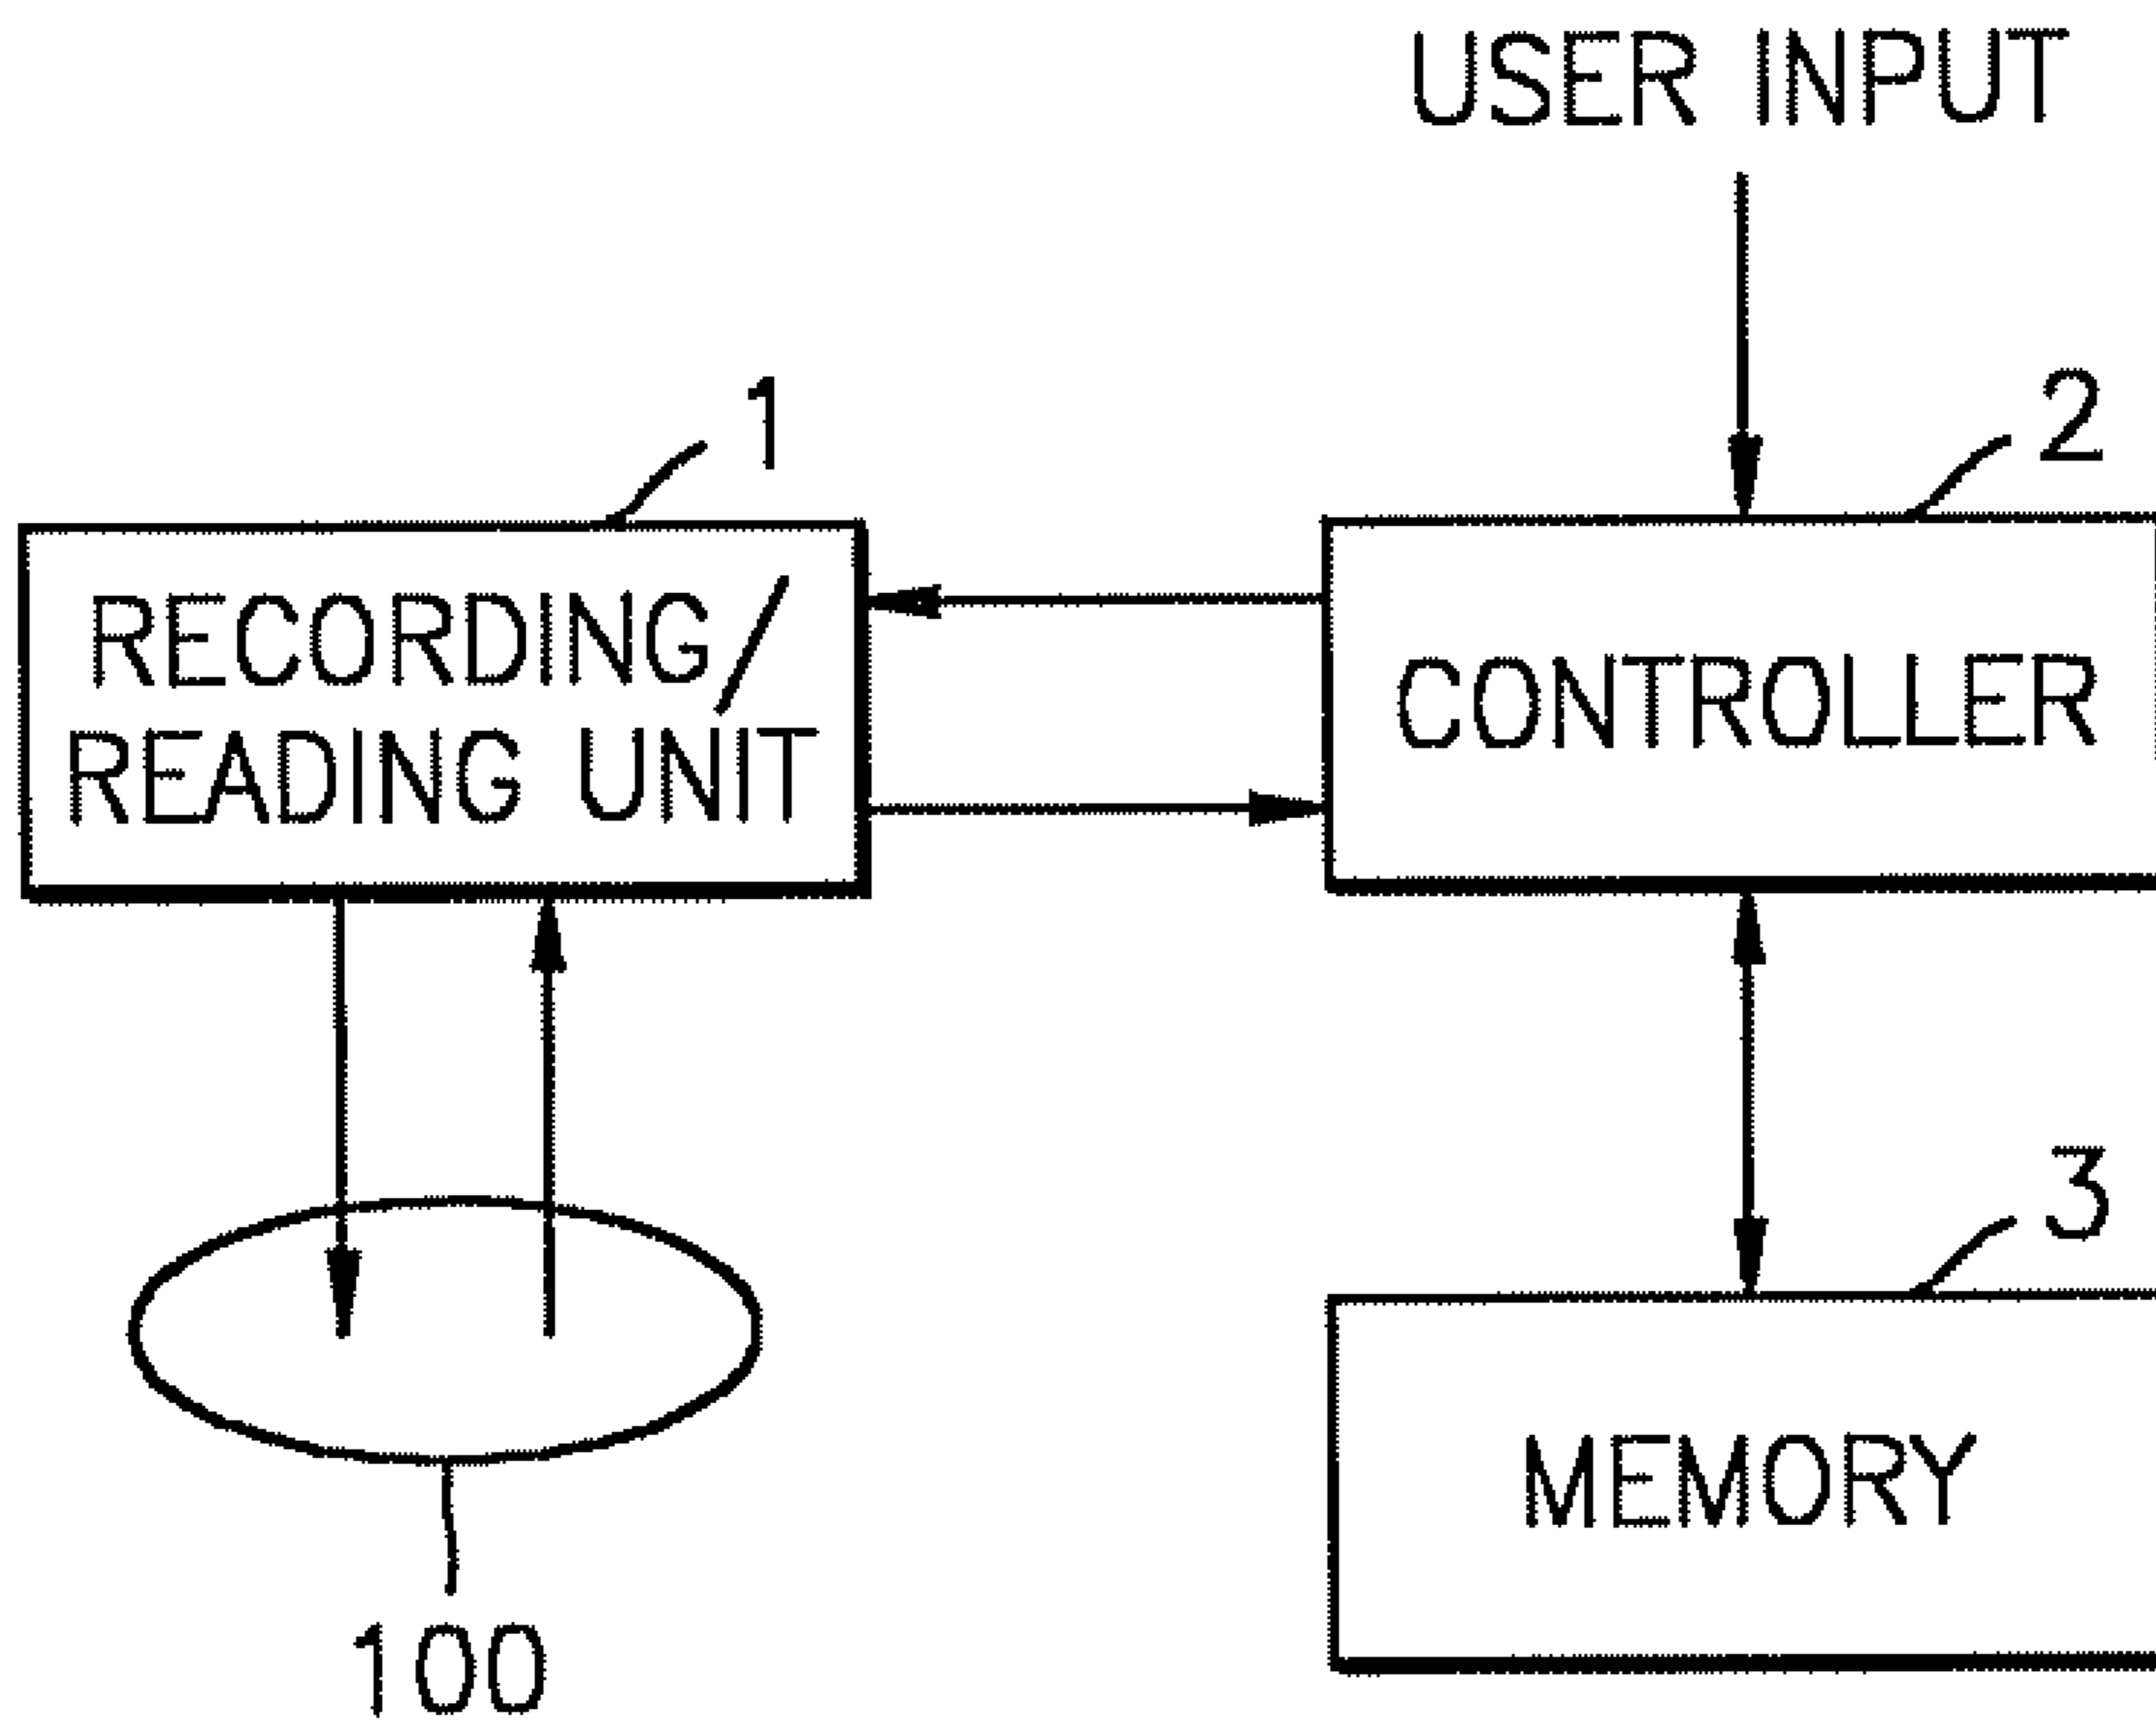 USER INPUT
1
2
RECORDING/
READING UNIT
CONTROLLER
3
MEMORY
100